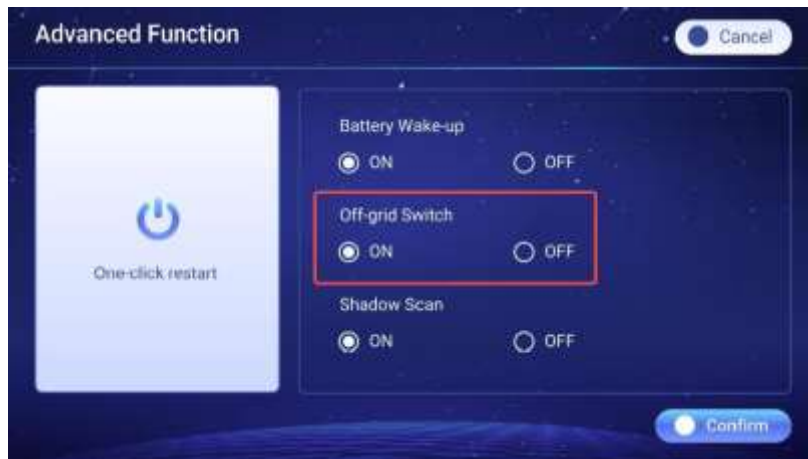 Advanced Function
Cancel
One-click restart
Battery Wake-up
ON OFF
Off-grid Switch
ON OFF
Shadow Scan
ON OFF
Confirm